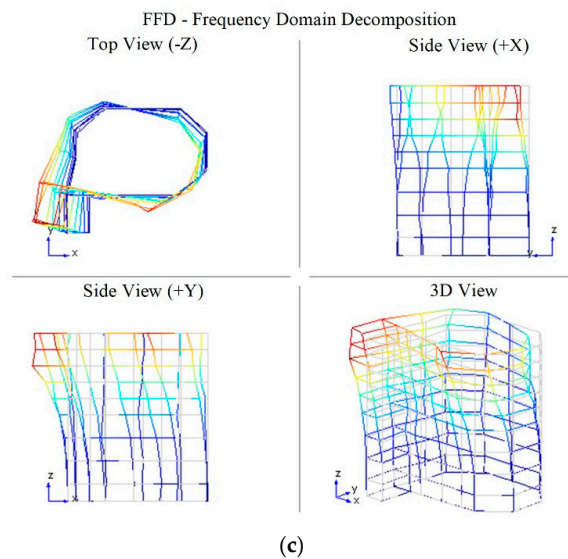 FFD - Frequency Domain Decomposition
Top View (-Z)
Side View (+X)
y
x
z
y
Side View (+Y)
3D View
z
x
z
y
x
(c)